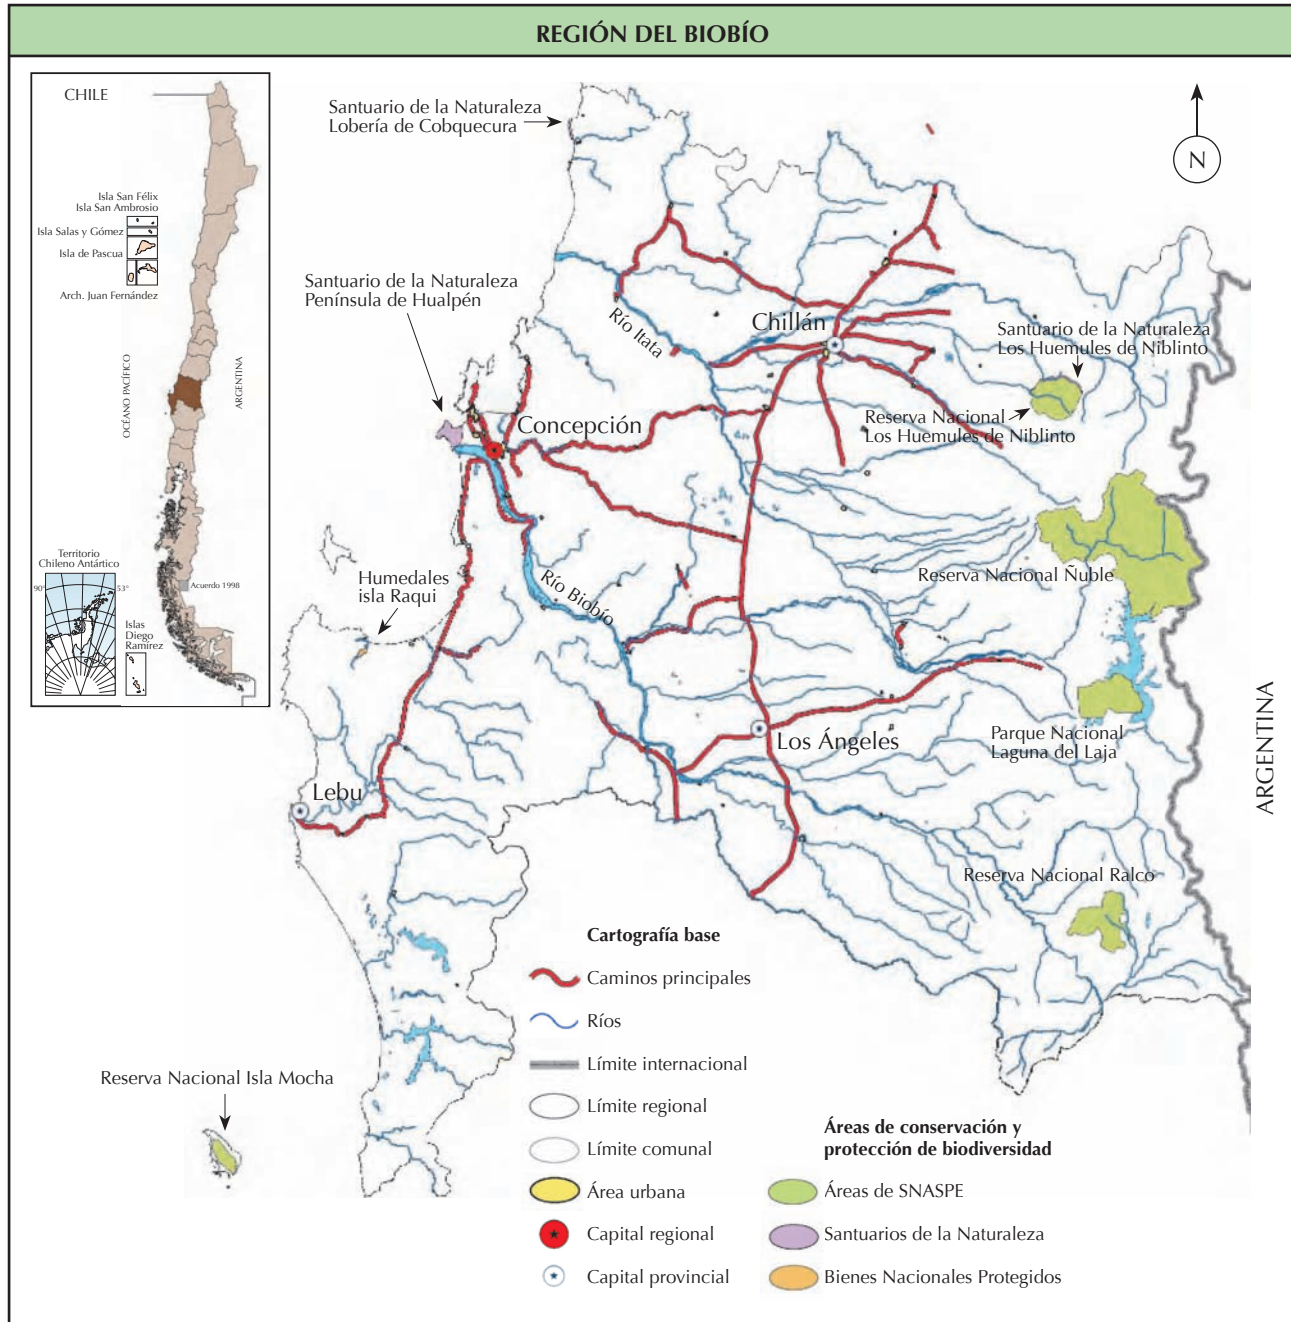 REGIÓN DEL BIOBÍO
CHILE
Isla San Félix
Isla San Ambrosio
Isla Salas y Gómez
Isla de Pascua
Arch. Juan Fernández
OCÉANO PACÍFICO
ARGENTINA
Territorio
Chileno Antártico
90°
53°
Acuerdo 1998
Islas
Diego
Ramírez
Santuario de la Naturaleza
Lobería de Cobquecura
N
Santuario de la Naturaleza
Península de Hualpén
Río Itata
Chillán
Santuario de la Naturaleza
Los Huemules de Niblinto
Reserva Nacional
Los Huemules de Niblinto
Concepción
Humedales
isla Raqui
Río Biobío
Reserva Nacional Ñuble
ARGENTINA
Los Ángeles
Parque Nacional
Laguna del Laja
Lebu
Reserva Nacional Ralco
Reserva Nacional Isla Mocha
Cartografía base
Caminos principales
Ríos
Límite internacional
Límite regional
Límite comunal
Área urbana
Capital regional
Capital provincial
Áreas de conservación y
protección de biodiversidad
Áreas de SNASPE
Santuarios de la Naturaleza
Bienes Nacionales Protegidos